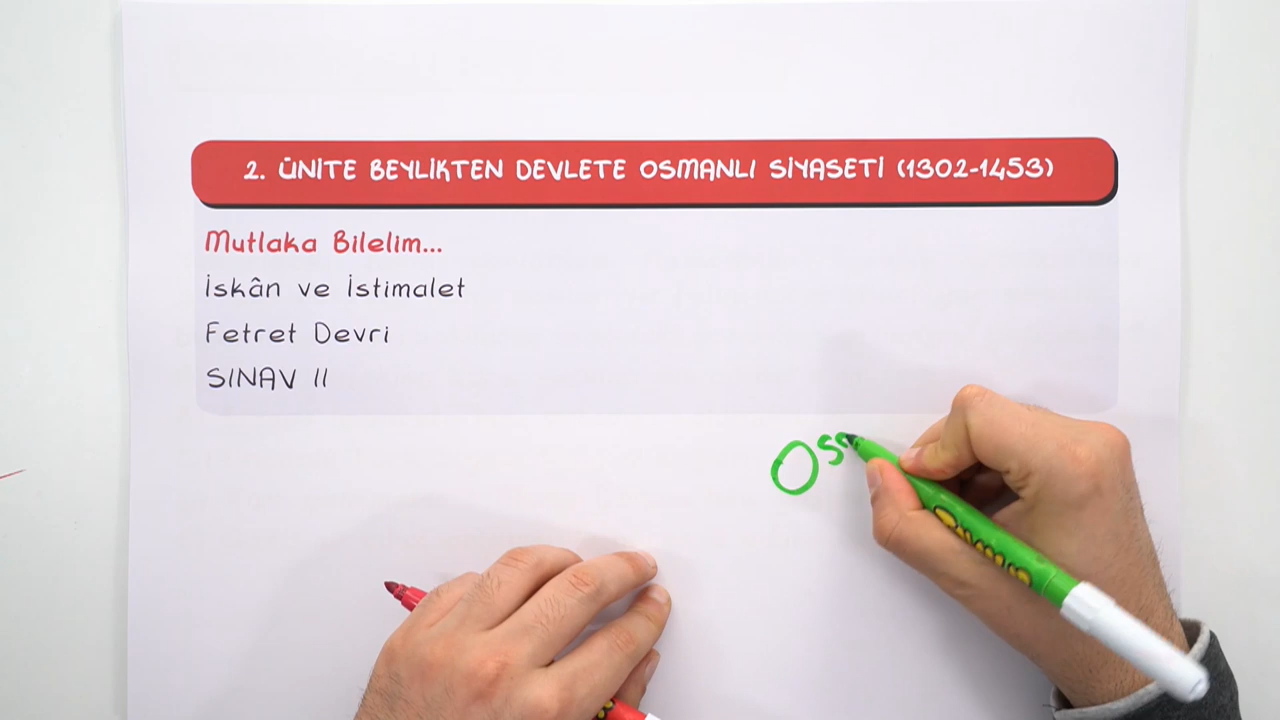 2. ÜNİTE BEYLİKTEN DEVLETE OSMANLI SİYASETİ (1302-1453)
Mutlaka Bilelim...
İskân ve İstimalet
Fetret Devri
SINAV II
Os